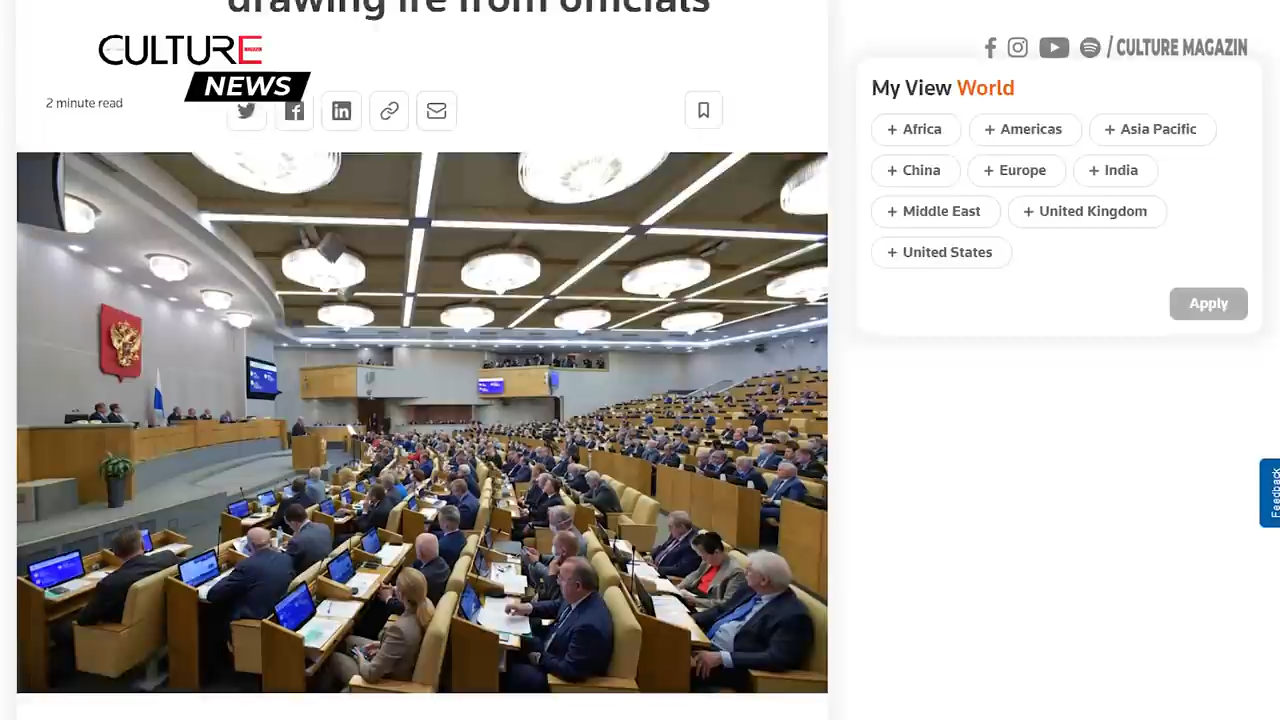 drawing ire from officials
CULTURE
NEWS
/ CULTURE MAGAZIN
2 minute read
My View World
+ Africa
+ Americas
+ Asia Pacific
+ China
+ Europe
+ India
+ Middle East
+ United Kingdom
+ United States
Apply
Feedback